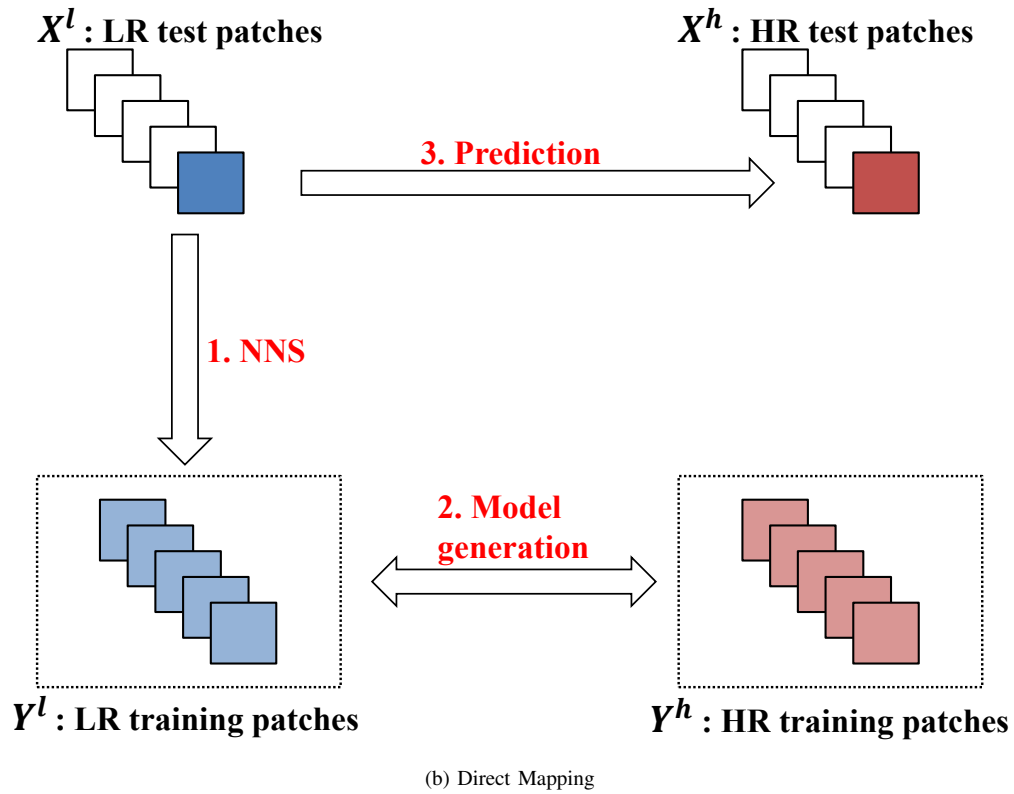 X^l : LR test patches
X^h : HR test patches
3. Prediction
1. NNS
2. Model
generation
Y^l : LR training patches
Y^h : HR training patches
(b) Direct Mapping